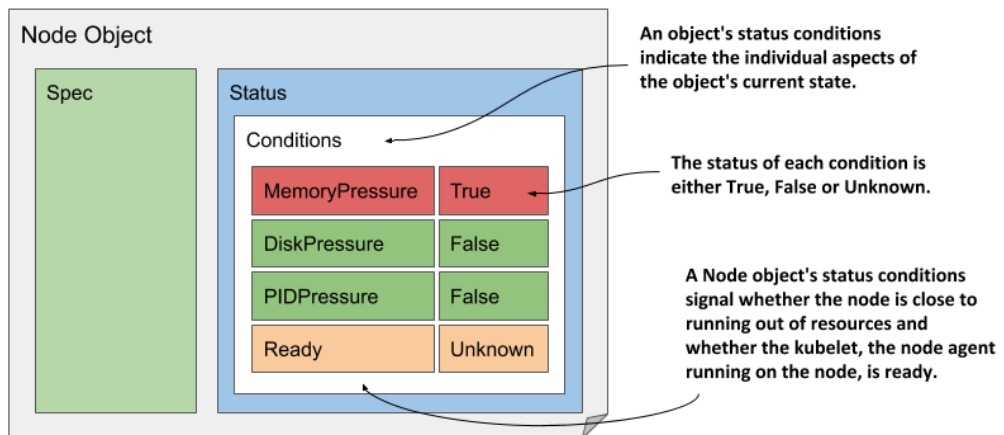 Node Object
Spec
Status
Conditions
MemoryPressure True
DiskPressure False
PIDPressure False
Ready Unknown
An object's status conditions
indicate the individual aspects of
the object's current state.
The status of each condition is
either True, False or Unknown.
A Node object's status conditions
signal whether the node is close to
running out of resources and
whether the kubelet, the node agent
running on the node, is ready.